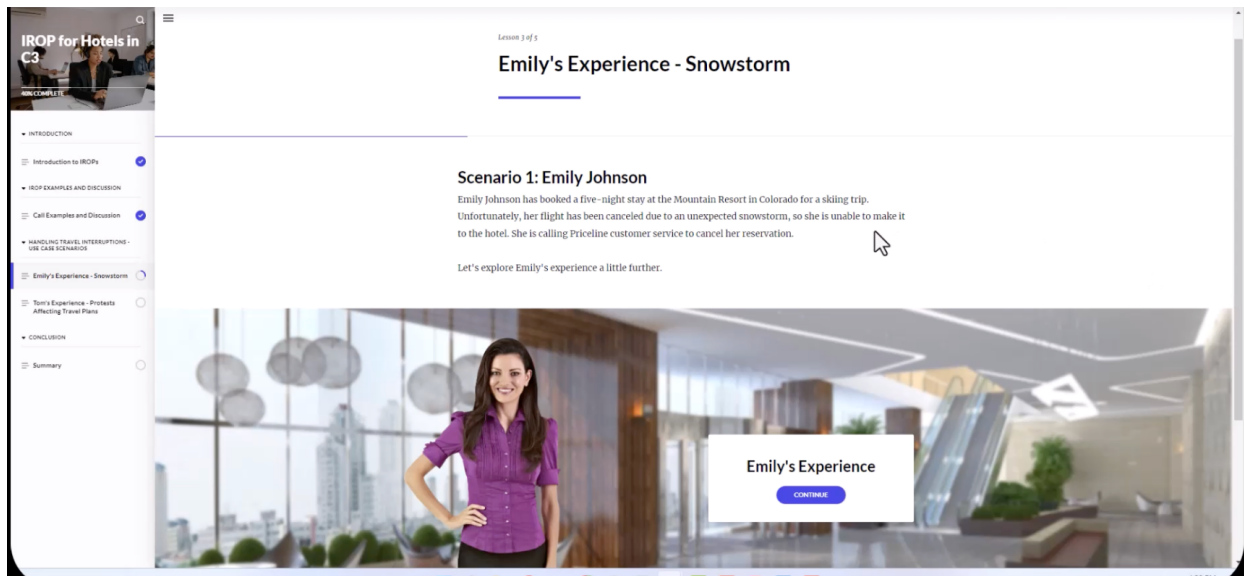 IROP for Hotels in
C3
40% COMPLETE
INTRODUCTION
Introduction to IROPs
IROP EXAMPLES AND DISCUSSION
Call Examples and Discussion
HANDLING TRAVEL INTERRUPTIONS -
USE CASE SCENARIOS
Emily's Experience - Snowstorm
Tom's Experience - Protests
Affecting Travel Plans
CONCLUSION
Summary
Lesson 3 of 5
Emily's Experience - Snowstorm
Scenario 1: Emily Johnson
Emily Johnson has booked a five-night stay at the Mountain Resort in Colorado for a skiing trip.
Unfortunately, her flight has been canceled due to an unexpected snowstorm, so she is unable to make it
to the hotel. She is calling Priceline customer service to cancel her reservation.
Let's explore Emily's experience a little further.
Emily's Experience
CONTINUE